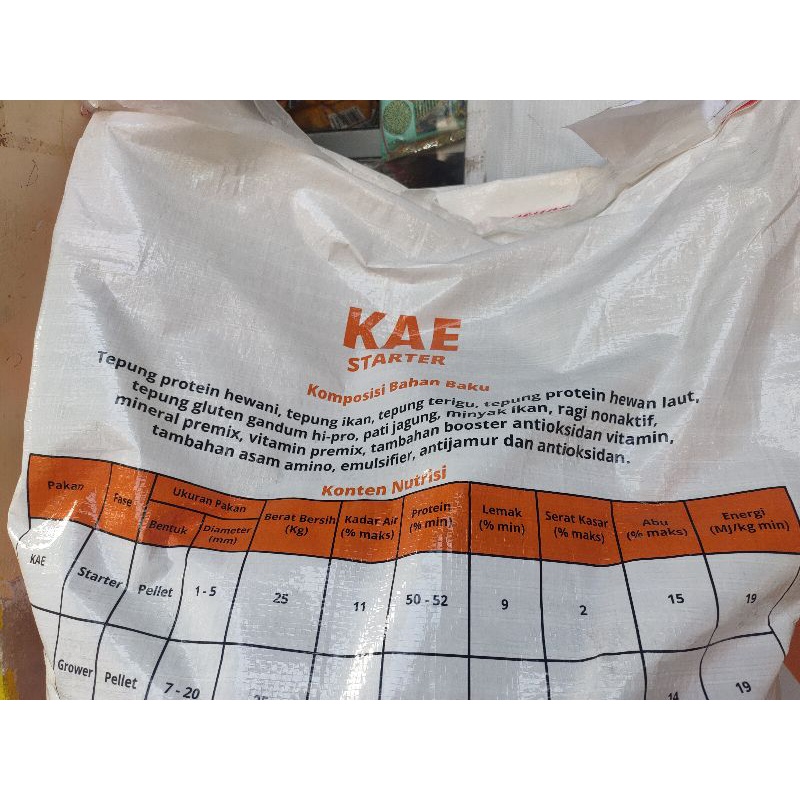 KAE
STARTER
Komposisi Bahan Baku
Tepung protein hewani, tepung ikan, tepung terigu, tepung protein hewan laut,
tepung gluten gandum hi-pro, pati jagung, minyak ikan, ragi nonaktif,
mineral premix, vitamin premix, tambahan booster antioksidan vitamin,
tambahan asam amino, emulsifier, antijamur dan antioksidan.
Konten Nutrisi
Pakan Fase Ukuran Pakan Bentuk Diameter (mm) Berat Bersih (Kg) Kadar Air (% maks) Protein (% min) Lemak (% min) Serat Kasar (% maks) Abu (% maks) Energi (MJ/kg min)
KAE Starter Pellet 1 - 5 25 11 50 - 52 9 2 15 19
Grower Pellet 7 - 20 14 19